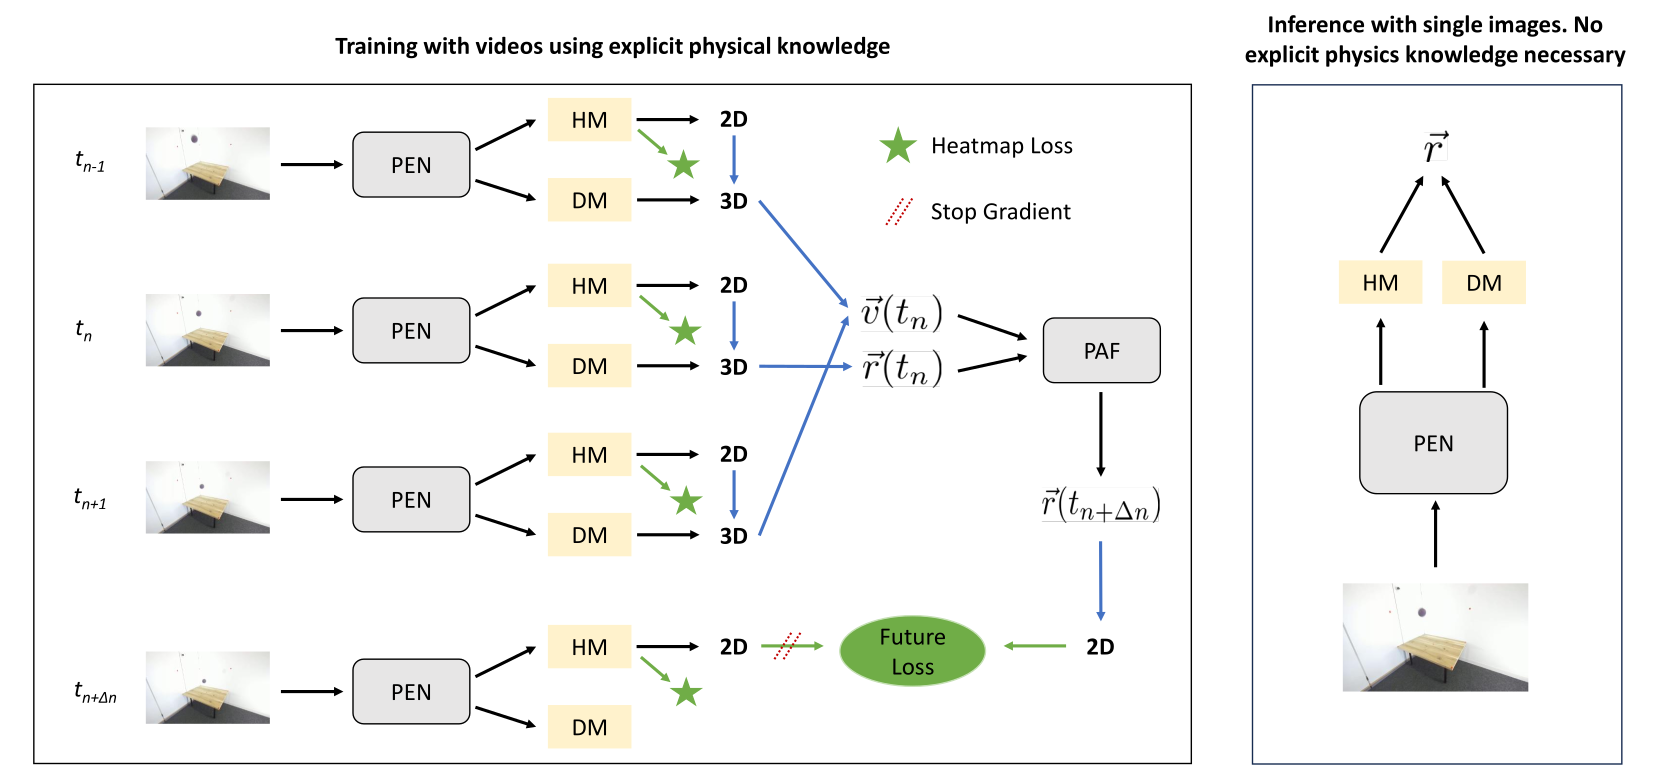 Training with videos using explicit physical knowledge
Inference with single images. No
explicit physics knowledge necessary
t_{n-1}
PEN
HM
DM
2D
3D
Heatmap Loss
Stop Gradient
t_n
PEN
HM
DM
2D
3D
\vec{v}(t_n)
\vec{r}(t_n)
PAF
t_{n+1}
PEN
HM
DM
2D
3D
\vec{r}(t_{n+Δn})
t_{n+Δn}
PEN
HM
DM
2D
Future
Loss
2D
\vec{r}
HM
DM
PEN